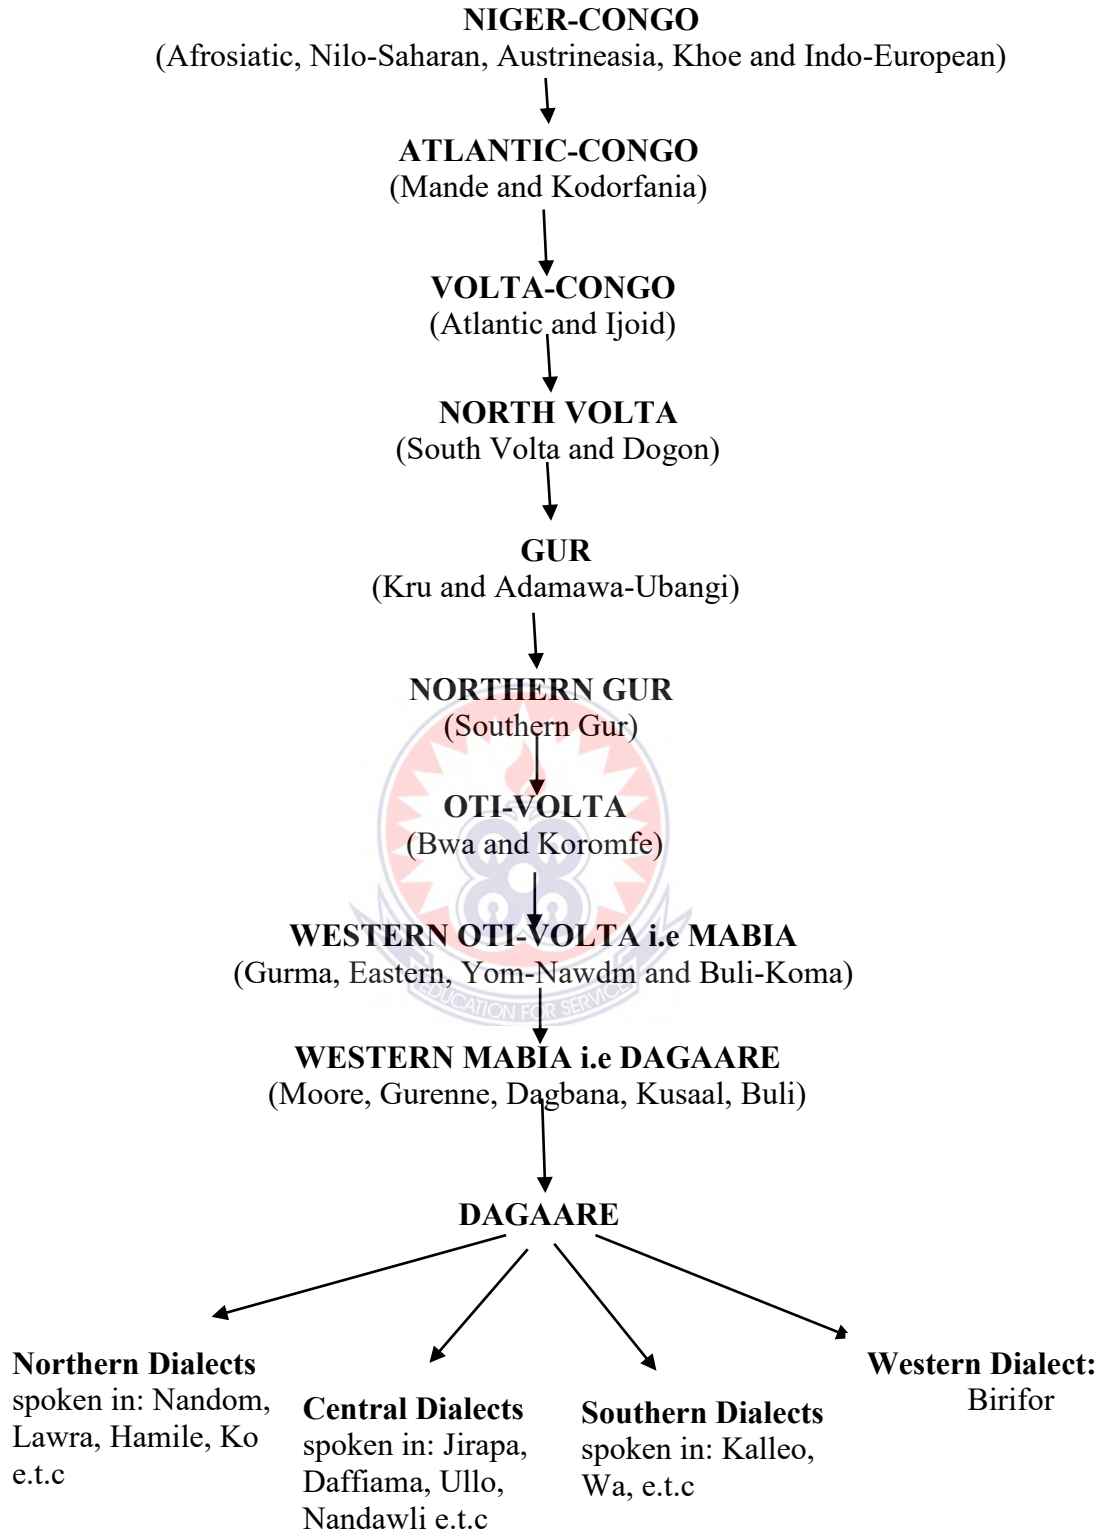 NIGER-CONGO
(Afrosiatic, Nilo-Saharan, Austrineasia, Khoe and Indo-European)
ATLANTIC-CONGO
(Mande and Kodorfania)
VOLTA-CONGO
(Atlantic and Ijoid)
NORTH VOLTA
(South Volta and Dogon)
GUR
(Kru and Adamawa-Ubangi)
NORTHERN GUR
(Southern Gur)
OTI-VOLTA
(Bwa and Koromfe)
WESTERN OTI-VOLTA i.e MABIA
(Gurma, Eastern, Yom-Nawdm and Buli-Koma)
EDUCATION FOR SERVICE
WESTERN MABIA i.e DAGAARE
(Moore, Gurenne, Dagbana, Kusaal, Buli)
DAGAARE
Northern Dialects
spoken in: Nandom,
Lawra, Hamile, Ko
e.t.c
Central Dialects
spoken in: Jirapa,
Daffiama, Ullo,
Nandawli e.t.c
Southern Dialects
spoken in: Kalleo,
Wa, e.t.c
Western Dialect:
Birifor